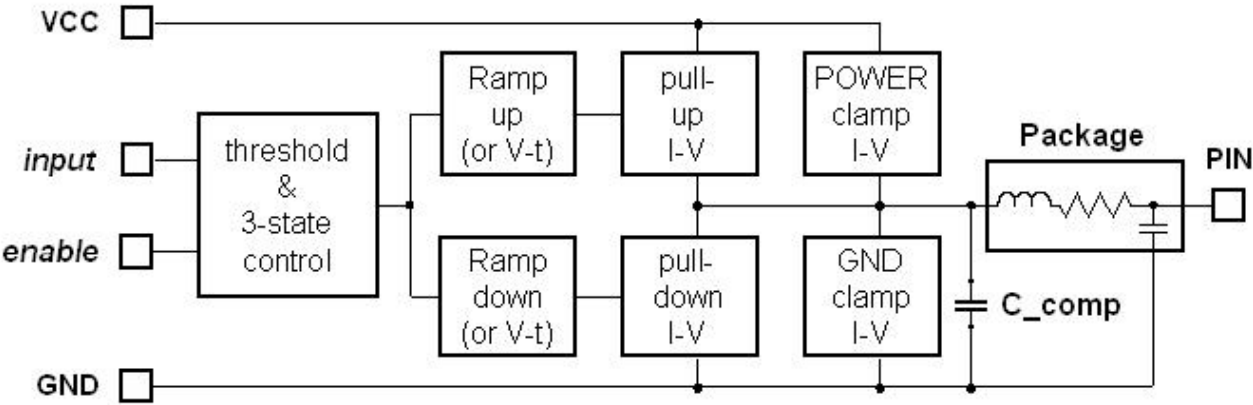 VCC
input
enable
GND
threshold
&
3-state
control
Ramp
up
(or V-t)
Ramp
down
(or V-t)
pull-
up
I-V
pull-
down
I-V
POWER
clamp
I-V
GND
clamp
I-V
C_comp
Package
PIN